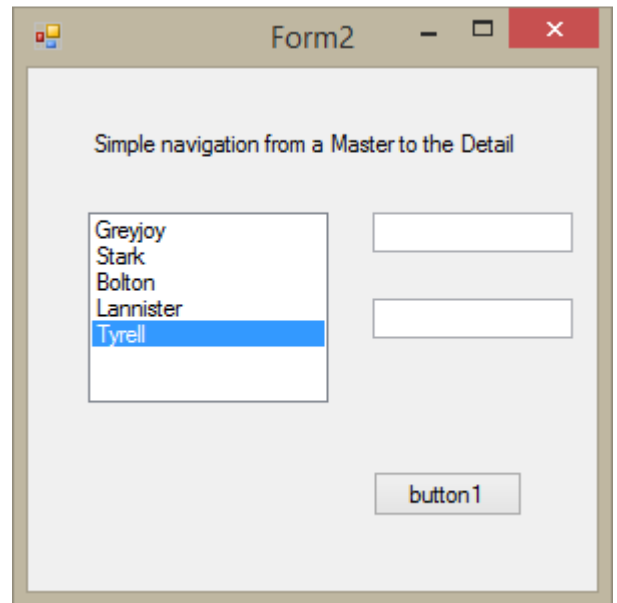 Form2
Simple navigation from a Master to the Detail
Greyjoy
Stark
Bolton
Lannister
Tyrell
button1